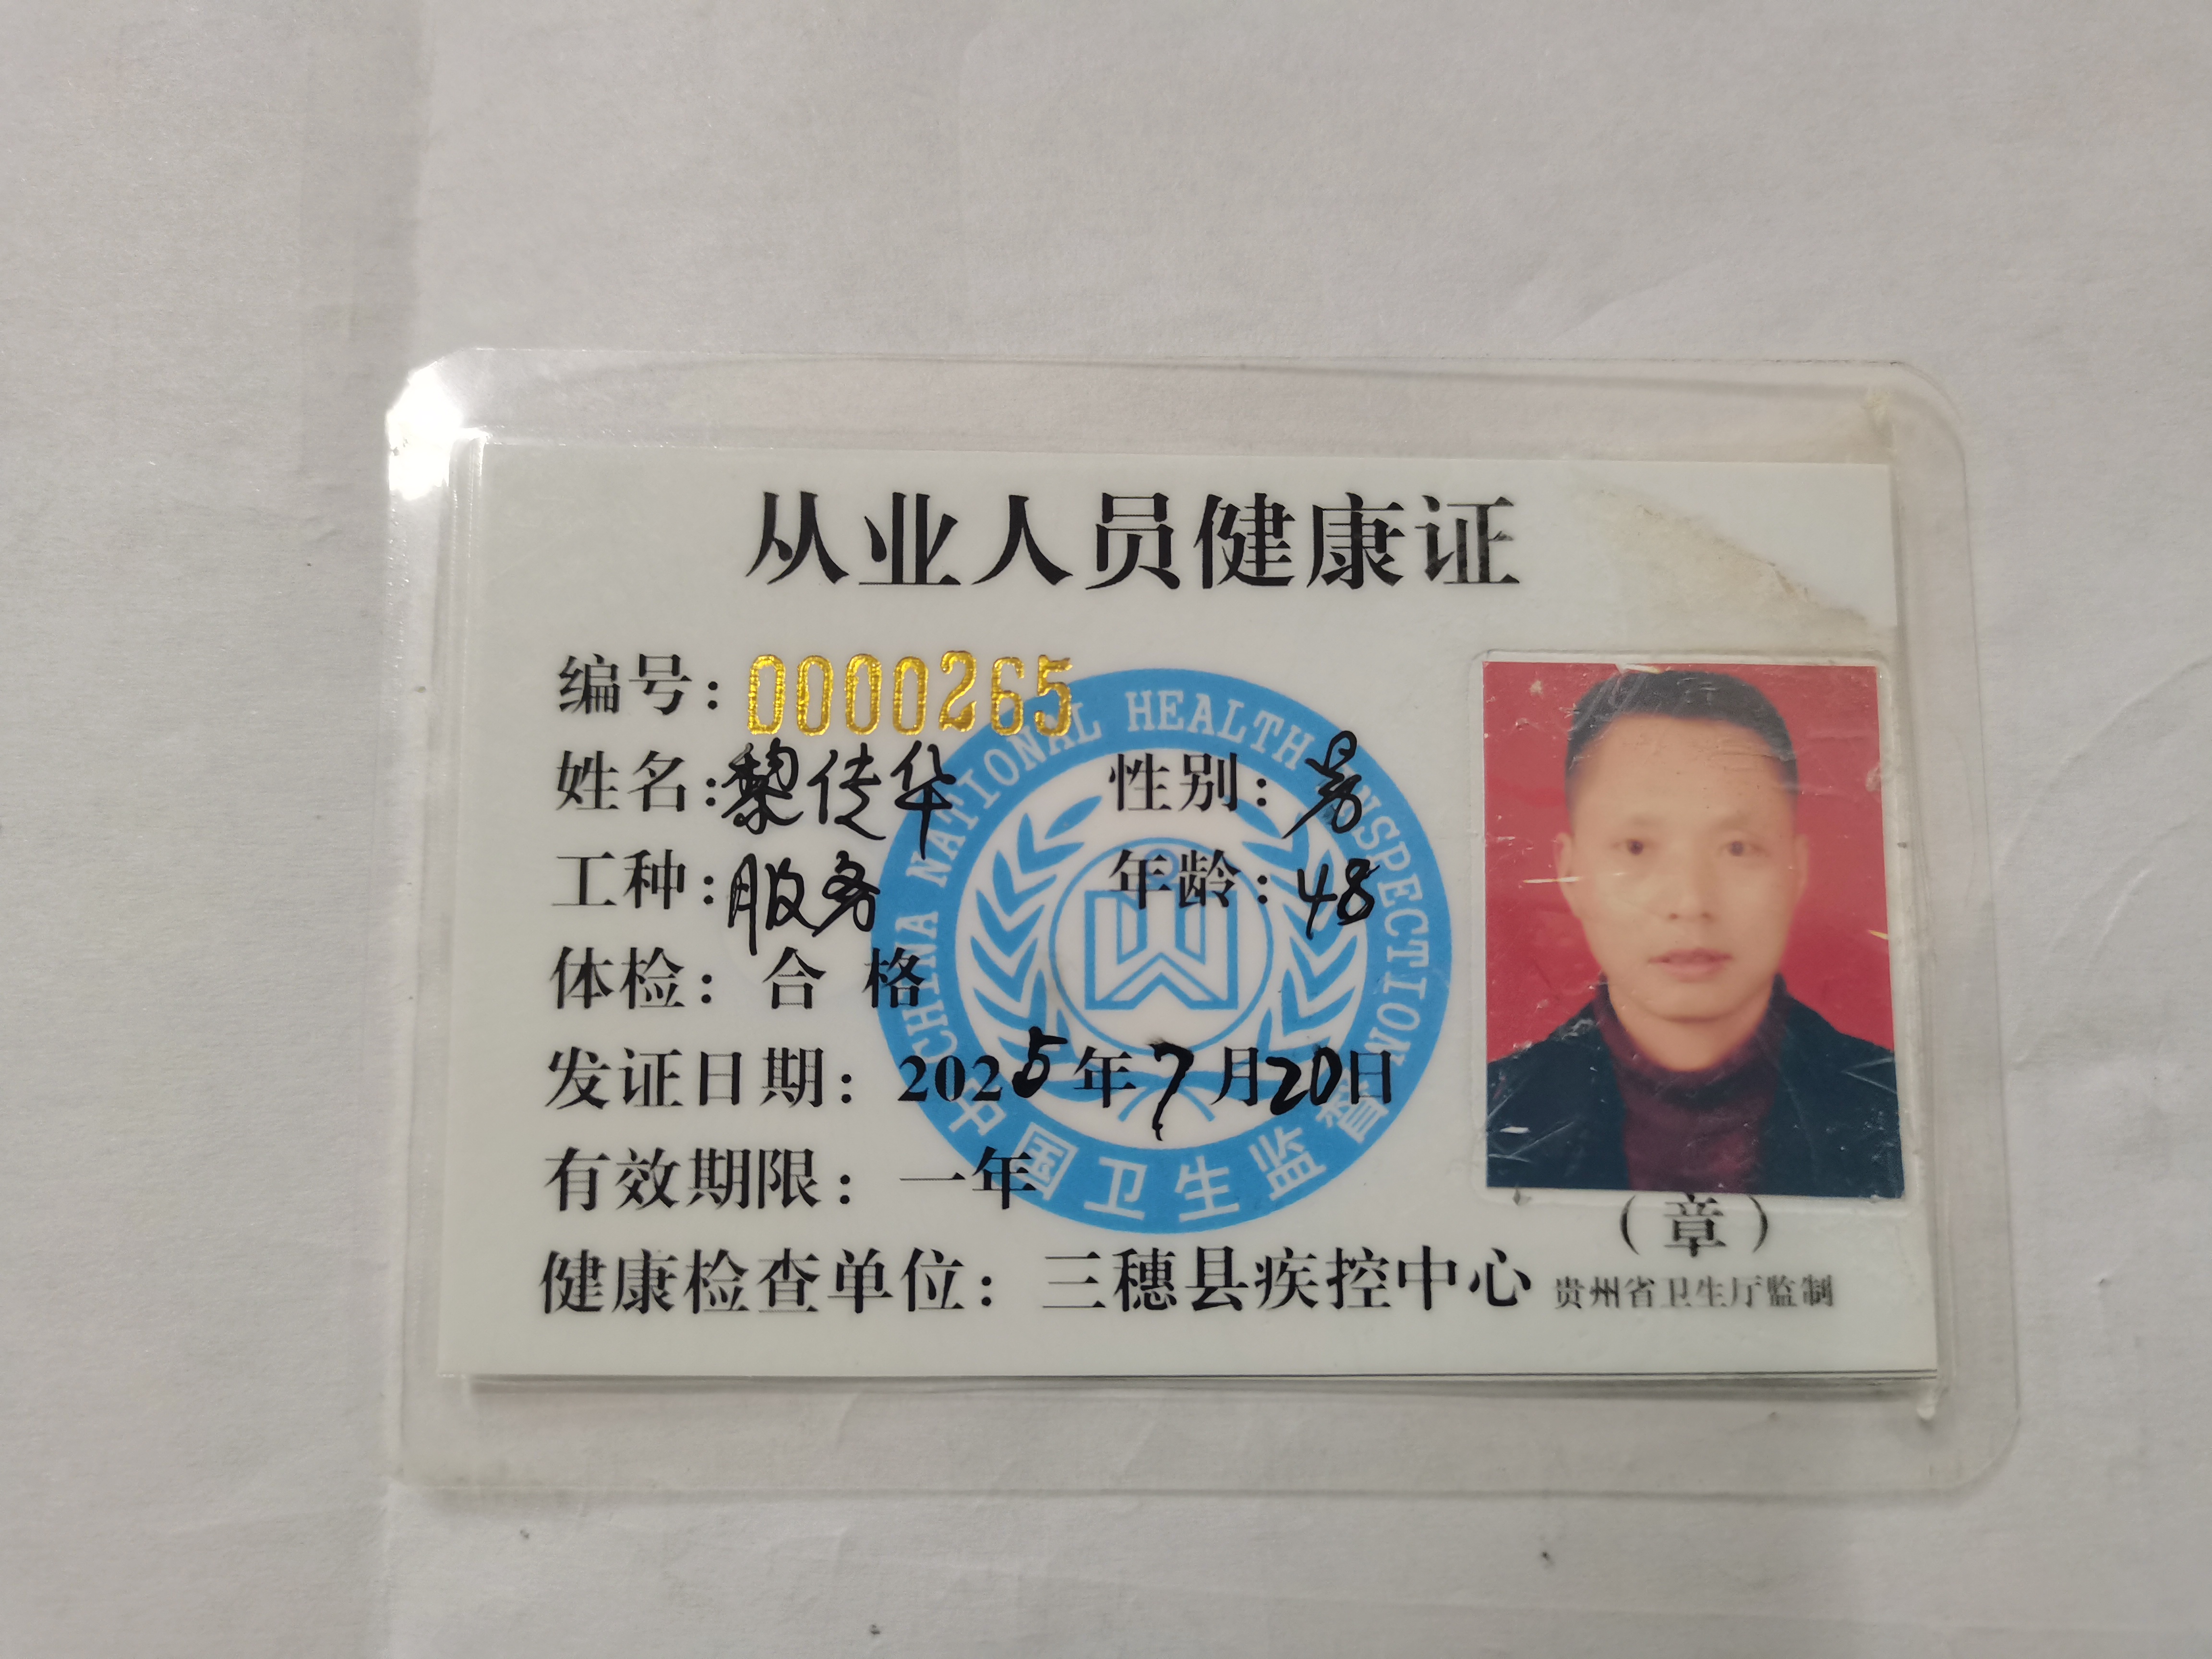 从业人员健康证
编号：0000265
姓名：黎传华 性别：男
工种：服务 年龄：48
体检：合 格
发证日期：2025年7月20日
有效期限：一年
（章）
健康检查单位：三穗县疾控中心
贵州省卫生厅监制
CHINA NATIONAL HEALTH INSPECTION
中国卫生监督